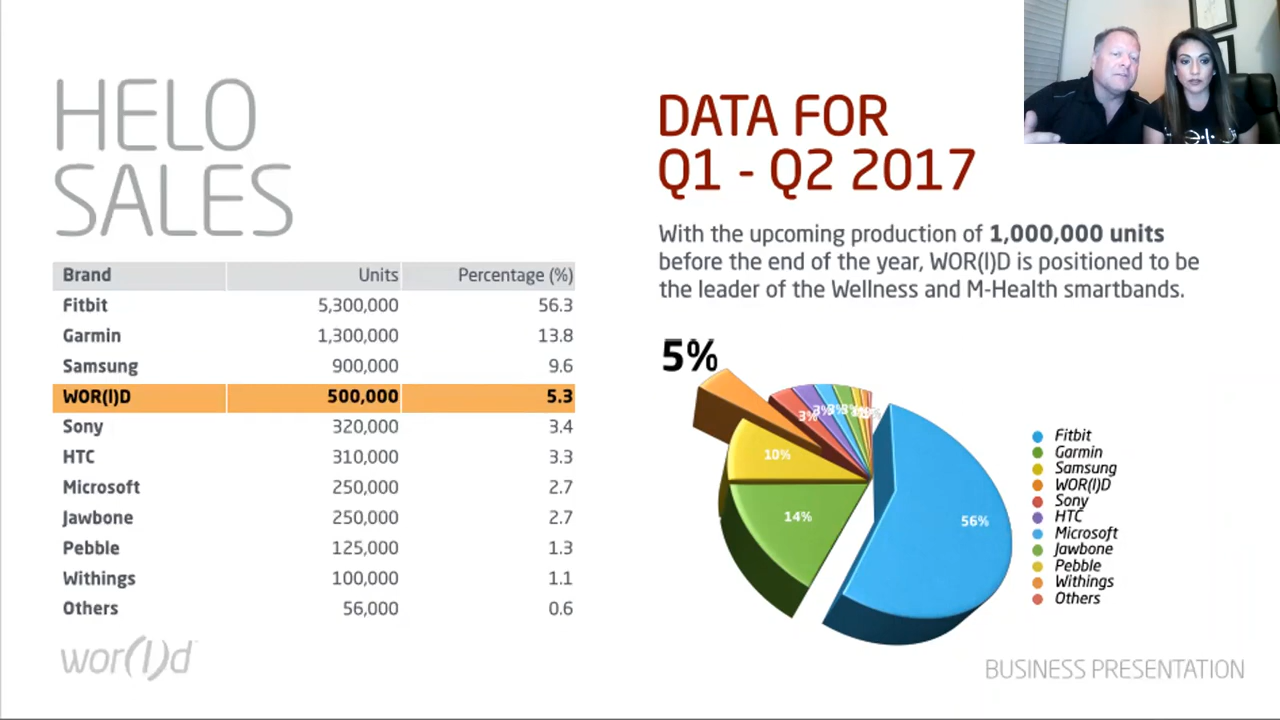 HELO
SALES
DATA FOR
Q1 - Q2 2017
With the upcoming production of 1,000,000 units
before the end of the year, WOR(l)D is positioned to be
the leader of the Wellness and M-Health smartbands.
Brand Units Percentage (%)
Fitbit 5,300,000 56.3
Garmin 1,300,000 13.8
Samsung 900,000 9.6
WOR(l)D 500,000 5.3
Sony 320,000 3.4
HTC 310,000 3.3
Microsoft 250,000 2.7
Jawbone 250,000 2.7
Pebble 125,000 1.3
Withings 100,000 1.1
Others 56,000 0.6
5%
3% 3% 3% 3%
10%
14%
56%
Fitbit
Garmin
Samsung
WOR(l)D
Sony
HTC
Microsoft
Jawbone
Pebble
Withings
Others
wor(l)d
BUSINESS PRESENTATION